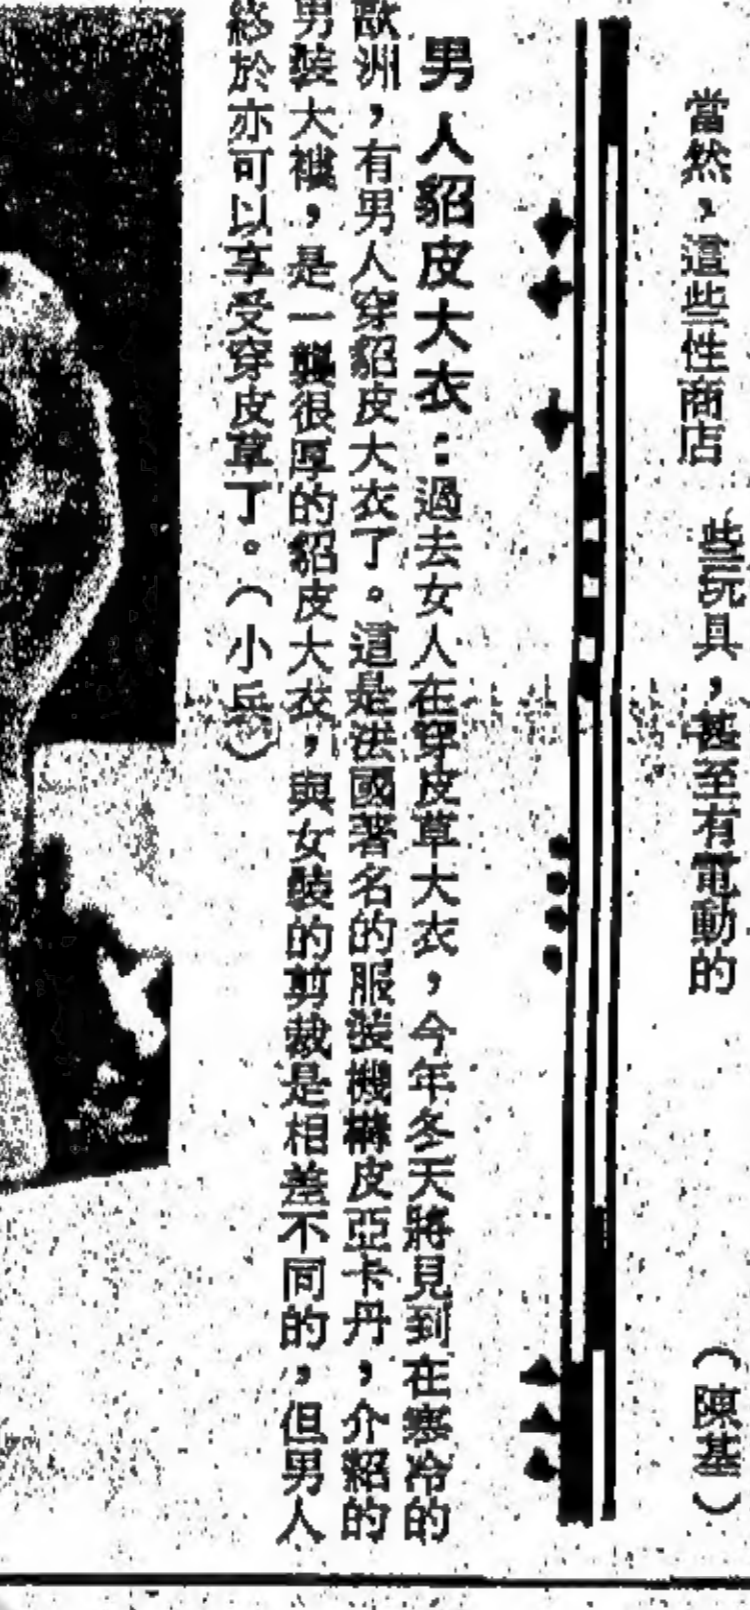 當然，這些性商店
些玩具，甚至有電動的
（陳基）
男人貂皮大衣：過去女人在穿皮草大衣，今年冬天將見到在寒冷的
歐洲，有男人穿貂皮大衣了。這是法國著名的服裝機構皮亞卡丹，介紹的
男裝大褸，是一襲很厚的貂皮大衣，與女裝的剪裁是相差不同的，但男人
終於亦可以享受穿皮草了。（小兵）